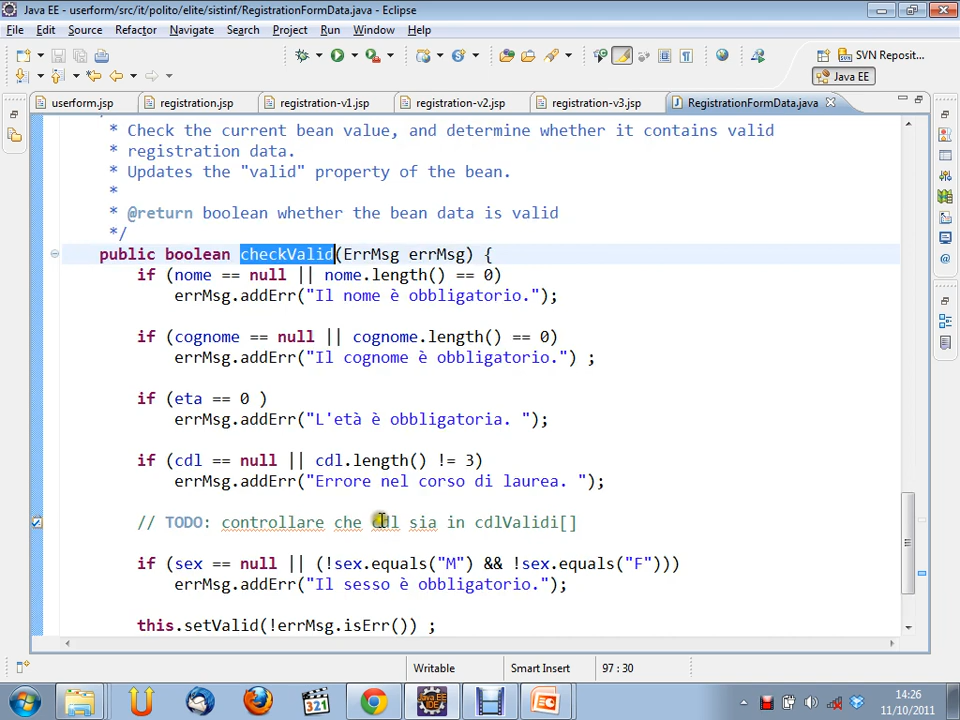 Java EE - userform/src/it/polito/elite/sistinf/RegistrationFormData.java - Eclipse
File Edit Source Refactor Navigate Search Project Run Window Help
SVN Reposit...
Java EE
userform.jsp registration.jsp registration-v1.jsp registration-v2.jsp registration-v3.jsp RegistrationFormData.java
* Check the current bean value, and determine whether it contains valid
* registration data.
* Updates the "valid" property of the bean.
*
* @return boolean whether the bean data is valid
*/
public boolean checkValid(ErrMsg errMsg) {
if (nome == null || nome.length() == 0)
errMsg.addErr("Il nome è obbligatorio.");
if (cognome == null || cognome.length() == 0)
errMsg.addErr("Il cognome è obbligatorio.") ;
if (eta == 0 )
errMsg.addErr("L'età è obbligatoria. ");
if (cdl == null || cdl.length() != 3)
errMsg.addErr("Errore nel corso di laurea. ");
// TODO: controllare che cdl sia in cdlValidi[]
if (sex == null || (!sex.equals("M") && !sex.equals("F")))
errMsg.addErr("Il sesso è obbligatorio.");
this.setValid(!errMsg.isErr()) ;
Writable Smart Insert 97 : 30
321
JAVA EE IDE
14:26
11/10/2011